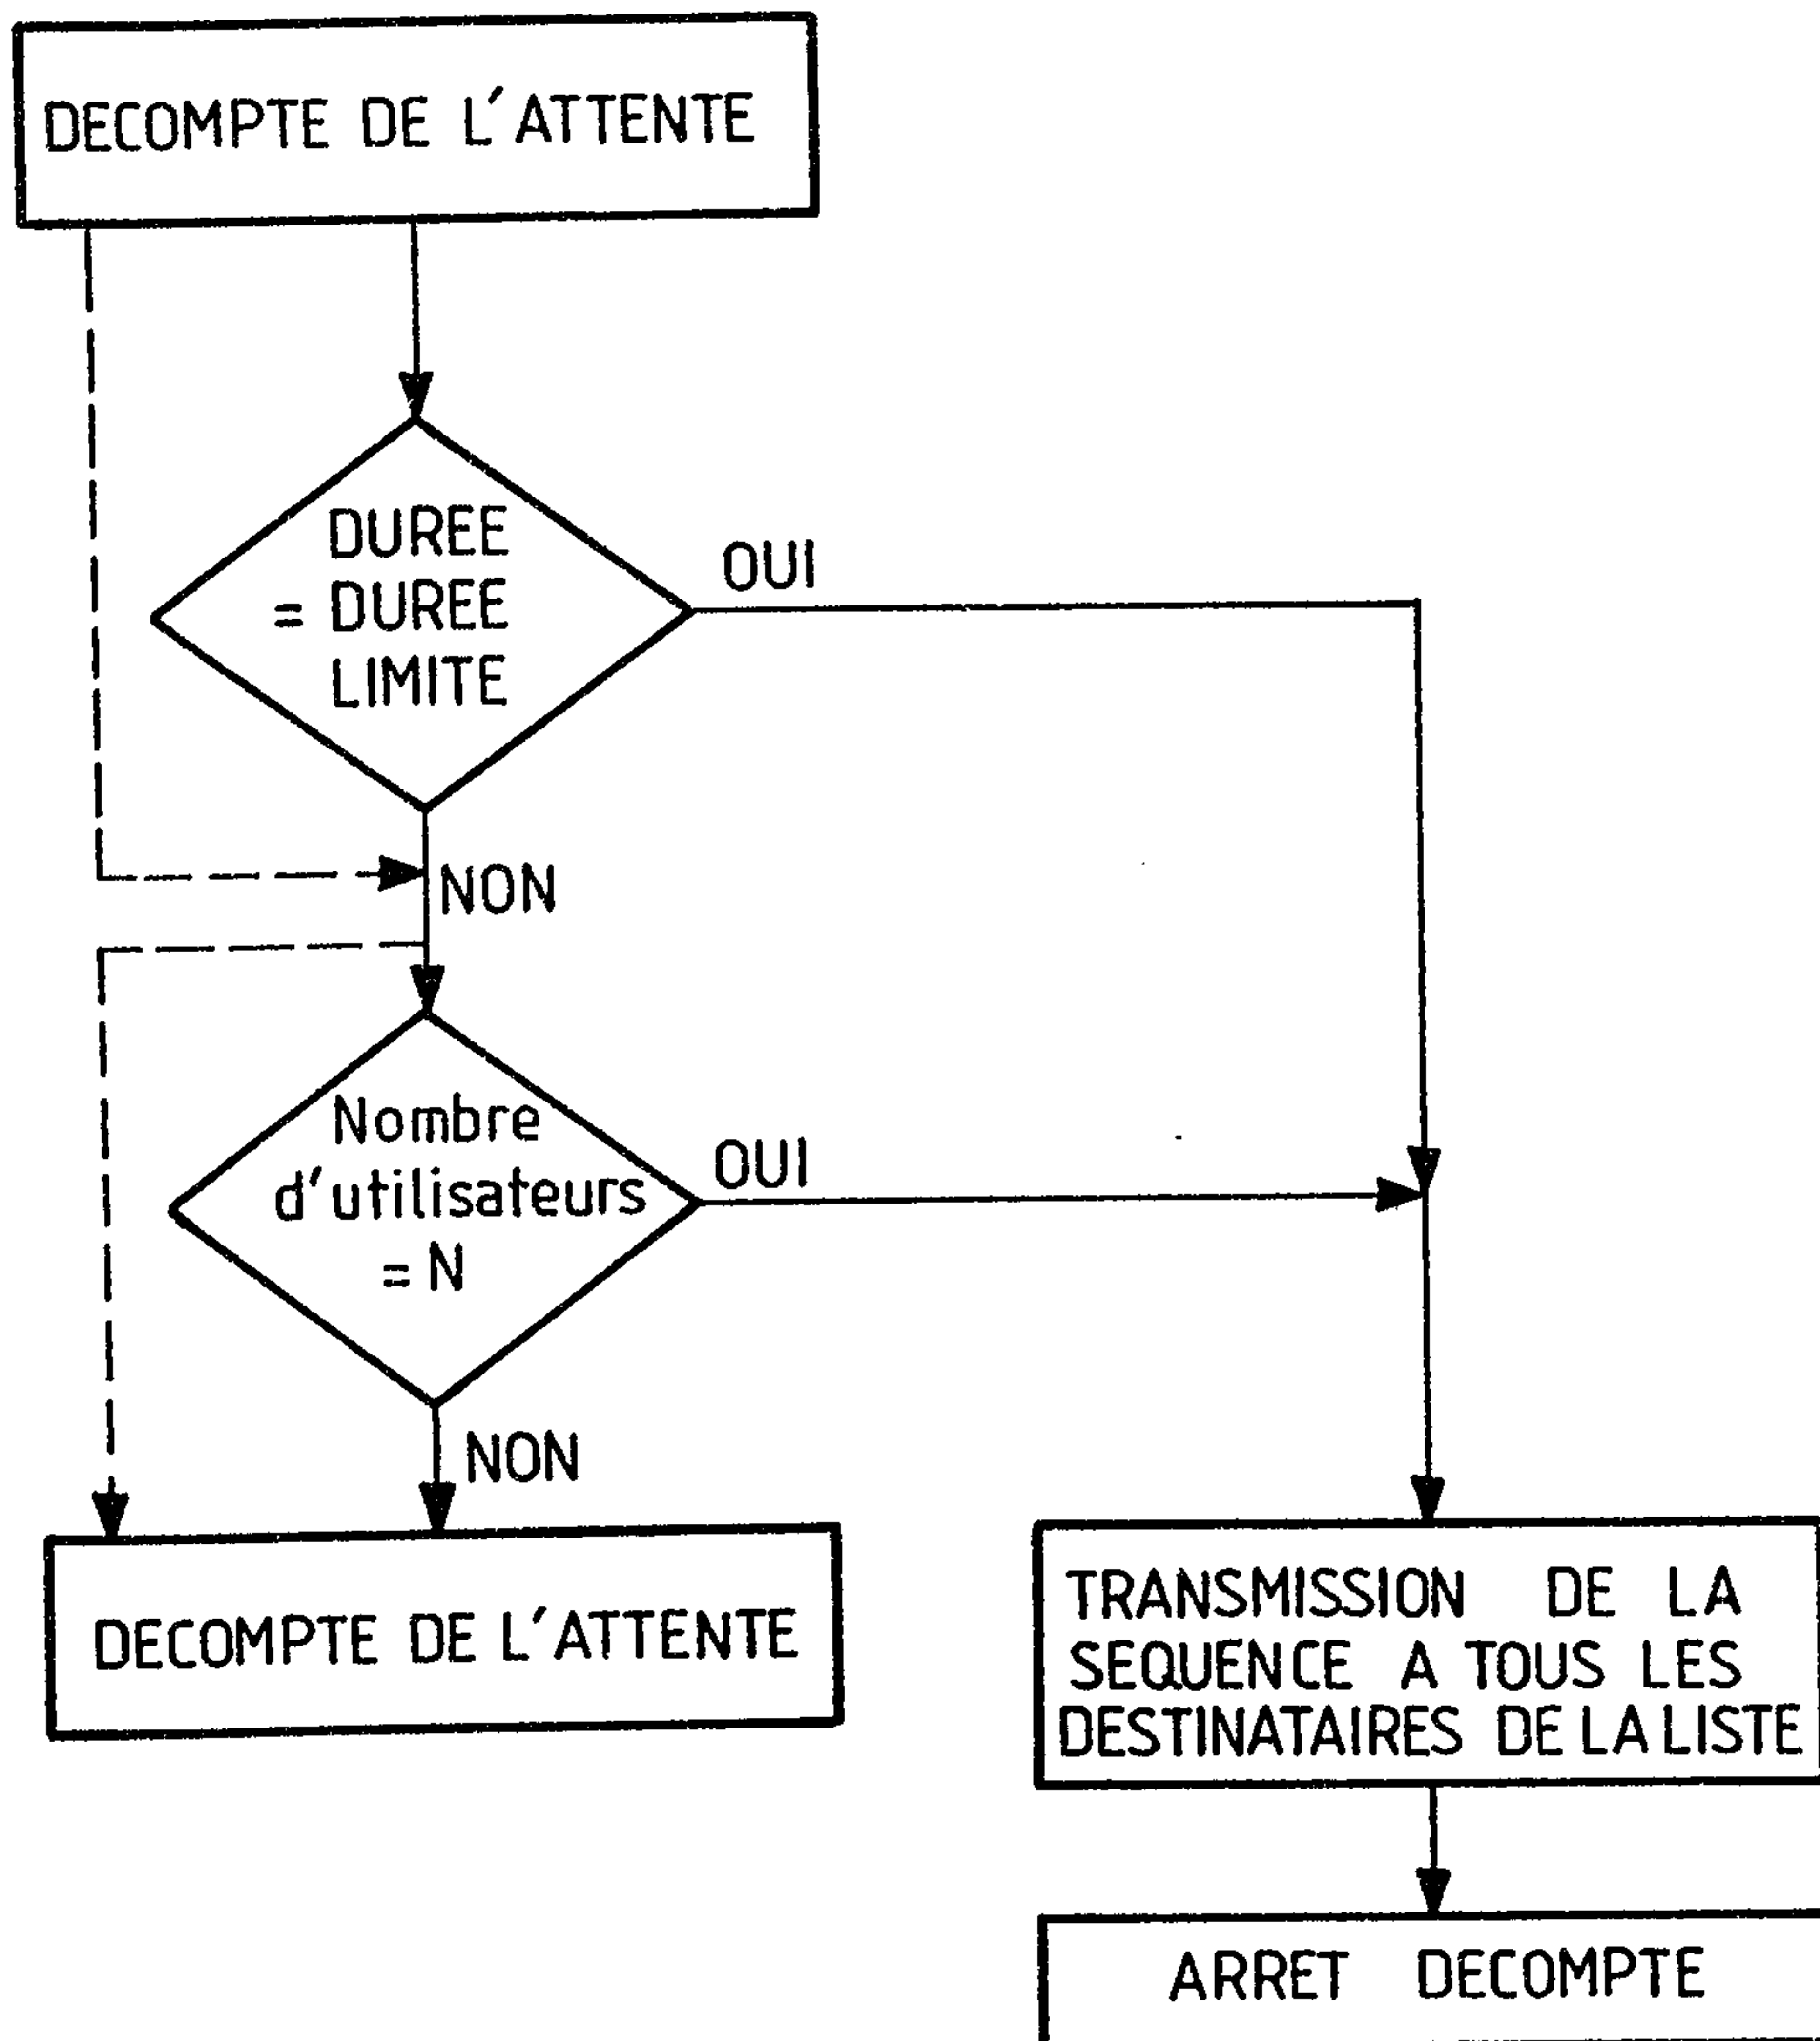 DECOMPTE DE L'ATTENTE
DUREE
= DUREE
LIMITE
OUI
NON
Nombre
d'utilisateurs
= N
OUI
NON
DECOMPTE DE L'ATTENTE
TRANSMISSION DE LA
SEQUENCE A TOUS LES
DESTINATAIRES DE LA LISTE
ARRET DECOMPTE